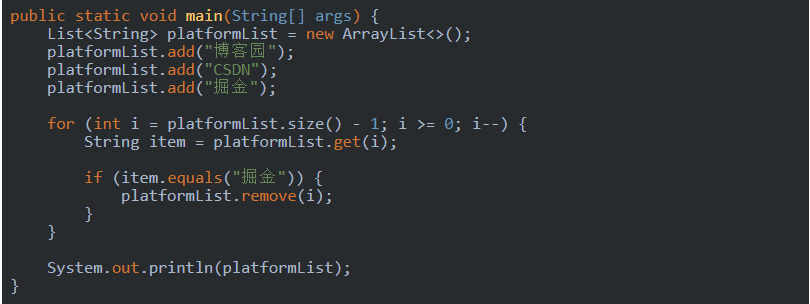 public static void main(String[] args) {
    List<String> platformList = new ArrayList<>();
    platformList.add("博客园");
    platformList.add("CSDN");
    platformList.add("掘金");

    for (int i = platformList.size() - 1; i >= 0; i--) {
        String item = platformList.get(i);

        if (item.equals("掘金")) {
            platformList.remove(i);
        }
    }

    System.out.println(platformList);
}